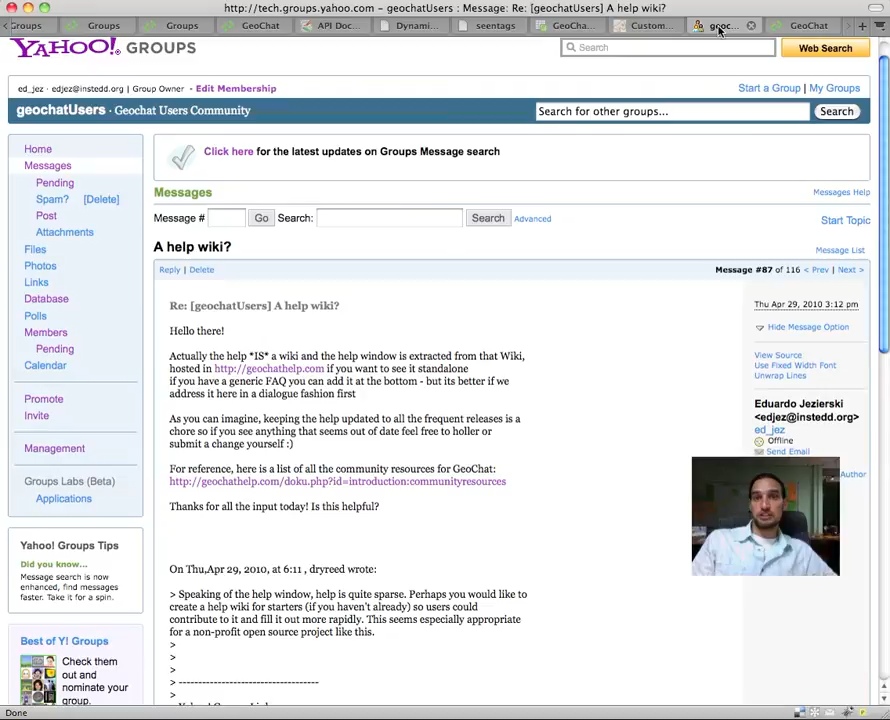 http://tech.groups.yahoo.com - geochatUsers : Message: Re: [geochatUsers] A help wiki?
Groups
Groups
Groups
GeoChat
API Doc...
Dynami...
seentags
GeoCha...
Custom...
geoc...
GeoChat
YAHOO! GROUPS
Search
Web Search
ed_jez · edjez@instedd.org | Group Owner - Edit Membership
Start a Group | My Groups
geochatUsers · Geochat Users Community
Search for other groups...
Search
Home
Messages
Pending
Spam? [Delete]
Post
Attachments
Files
Photos
Links
Database
Polls
Members
Pending
Calendar
Promote
Invite
Management
Groups Labs (Beta)
Applications
Yahoo! Groups Tips
Did you know...
Message search is now
enhanced, find messages
faster. Take it for a spin.
Best of Y! Groups
Check them
out and
nominate your
group.
Click here for the latest updates on Groups Message search
Messages
Messages Help
Message #
Go
Search:
Search
Advanced
Start Topic
A help wiki?
Message List
Reply | Delete
Message #87 of 116 < Prev | Next >
Re: [geochatUsers] A help wiki?
Hello there!
Actually the help *IS* a wiki and the help window is extracted from that Wiki,
hosted in http://geochathelp.com if you want to see it standalone
if you have a generic FAQ you can add it at the bottom - but its better if we
address it here in a dialogue fashion first
As you can imagine, keeping the help updated to all the frequent releases is a
chore so if you see anything that seems out of date feel free to holler or
submit a change yourself :)
For reference, here is a list of all the community resources for GeoChat:
http://geochathelp.com/doku.php?id=introduction:communityresources
Thanks for all the input today! Is this helpful?
On Thu,Apr 29, 2010, at 6:11 , dryreed wrote:
> Speaking of the help window, help is quite sparse. Perhaps you would like to
create a help wiki for starters (if you haven't already) so users could
contribute to it and fill it out more rapidly. This seems especially appropriate
for a non-profit open source project like this.
>
>
>
> ------------------------------------
>
Thu Apr 29, 2010 3:12 pm
Hide Message Option
View Source
Use Fixed Width Font
Unwrap Lines
Eduardo Jezierski
<edjez@instedd.org>
ed_jez
Offline
Send Email
Author
Done